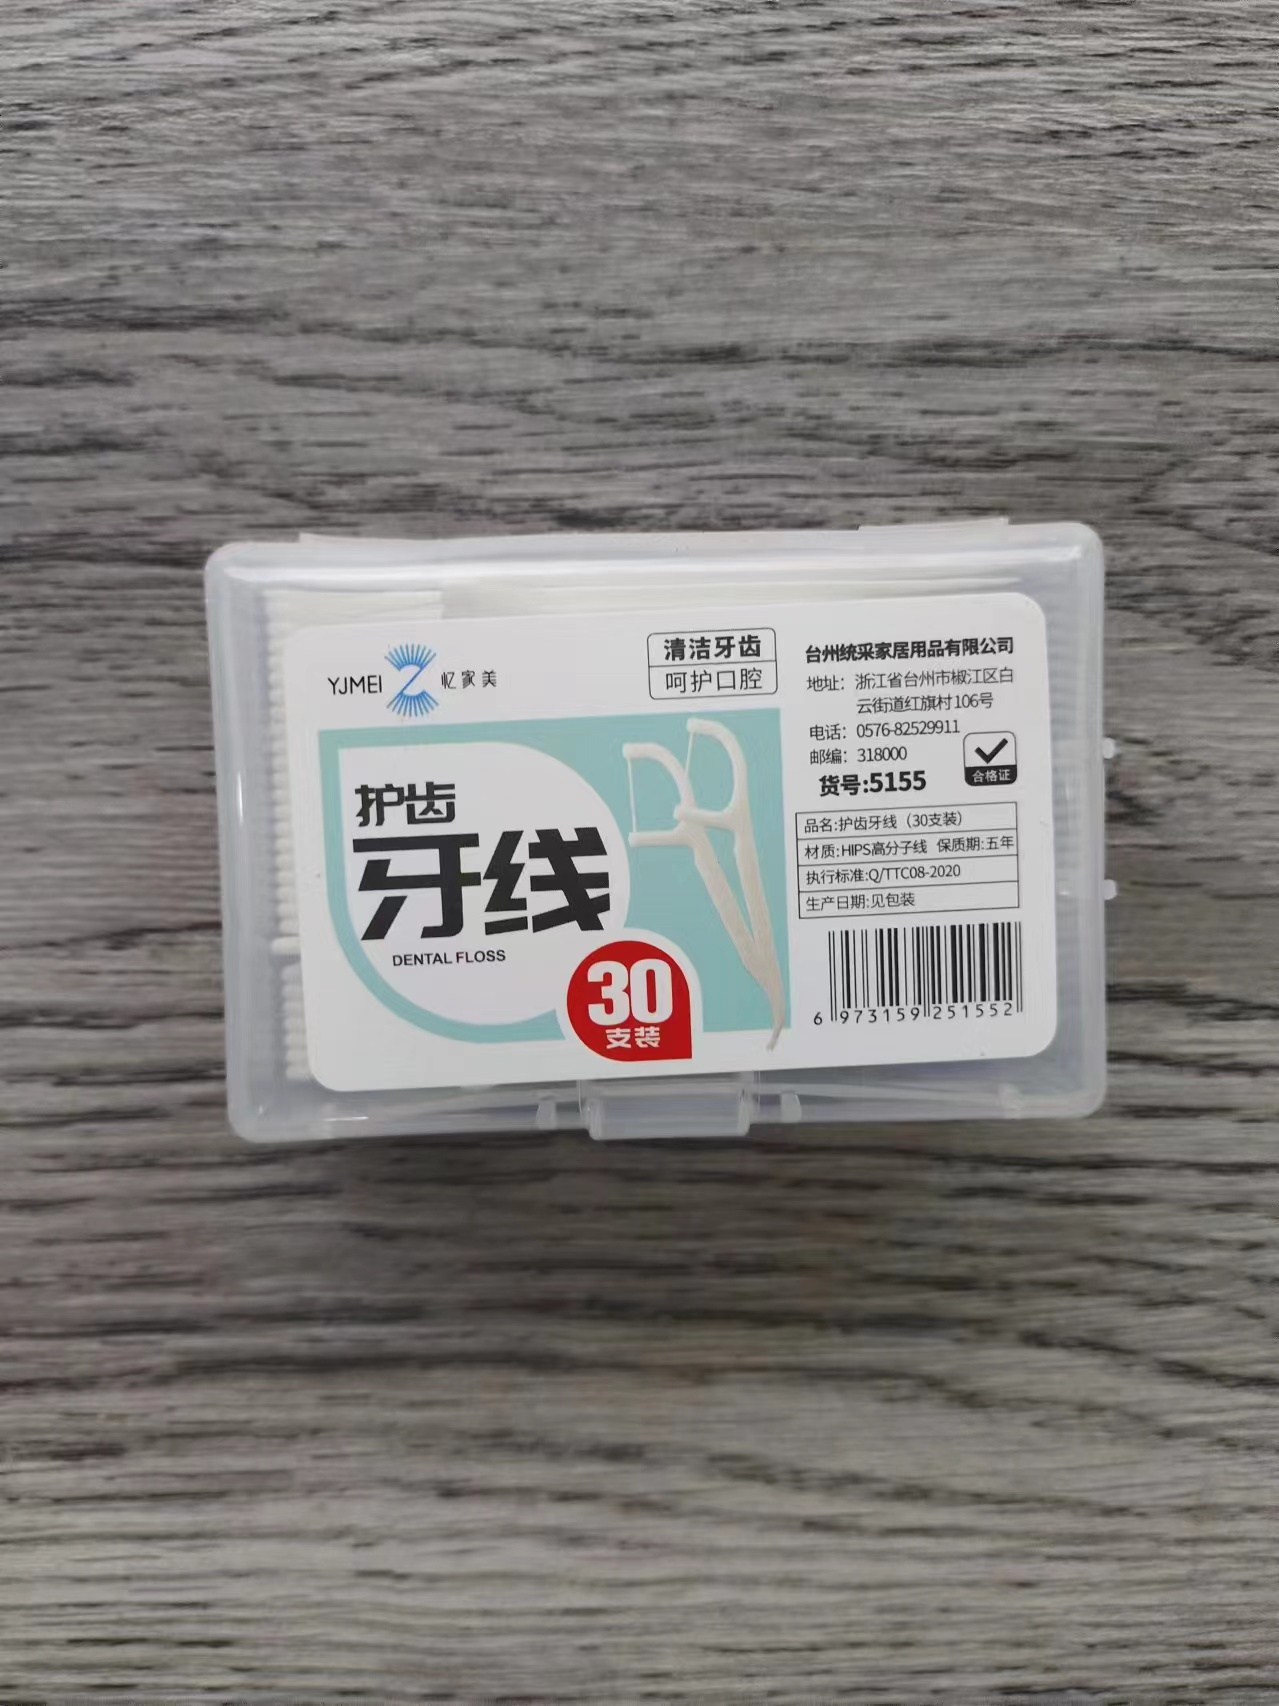 YJMEI 忆家美
清洁牙齿
呵护口腔
护齿
牙线
DENTAL FLOSS
30
支装
台州统采家居用品有限公司
地址：浙江省台州市椒江区白
云街道红旗村106号
电话：0576-82529911
邮编：318000
合格证
货号:5155
品名:护齿牙线（30支装）
材质:HIPS高分子线 保质期:五年
执行标准:Q/TTC08-2020
生产日期:见包装
6 973159 251552